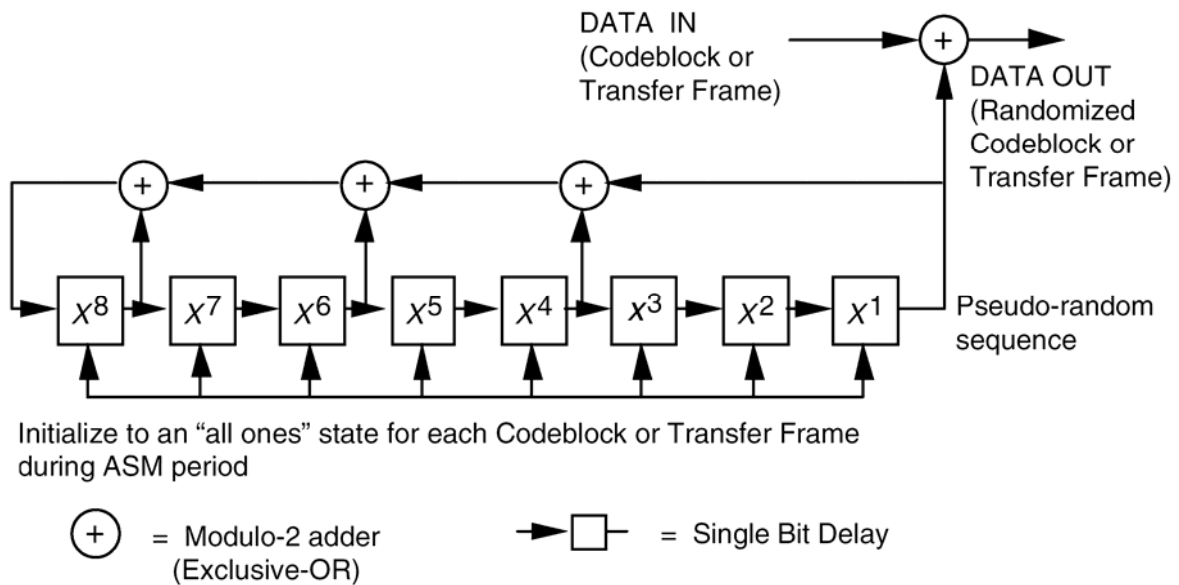 DATA IN
(Codeblock or
Transfer Frame)
+
DATA OUT
(Randomized
Codeblock or
Transfer Frame)
+ + +
X⁸ X⁷ X⁶ X⁵ X⁴ x³ X² X¹
Pseudo-random
sequence
Initialize to an “all ones” state for each Codeblock or Transfer Frame
during ASM period
+ = Modulo-2 adder
(Exclusive-OR)
= Single Bit Delay